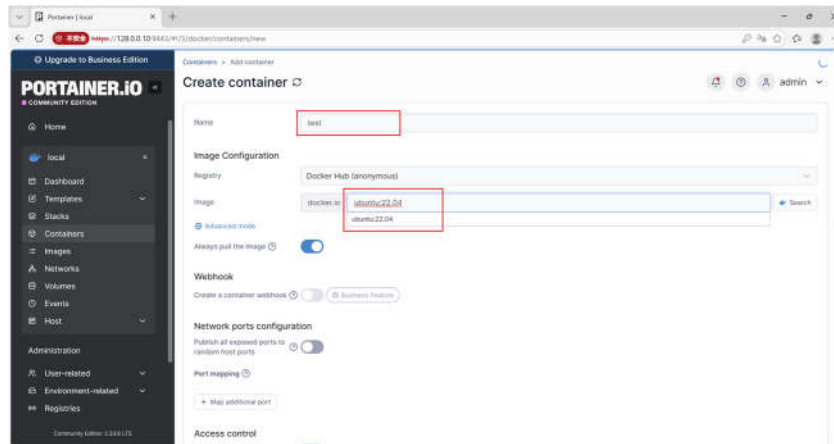 Portainer | local
不安全
https://128.0.0.10:9443/#!/3/docker/containers/new
Upgrade to Business Edition
PORTAINER.iO
COMMUNITY EDITION
Home
local
Dashboard
Templates
Stacks
Containers
Images
Networks
Volumes
Events
Host
Administration
User-related
Environment-related
Registries
Containers > Add container
Create container
admin
Name
test
Image Configuration
Registry
Docker Hub (anonymous)
Image
docker.io
ubuntu:22.04
Search
ubuntu:22.04
Advanced mode
Always pull the image
Webhook
Create a container webhook
Business Feature
Network ports configuration
Publish all exposed ports to
random host ports
Port mapping
+ Map additional port
Access control